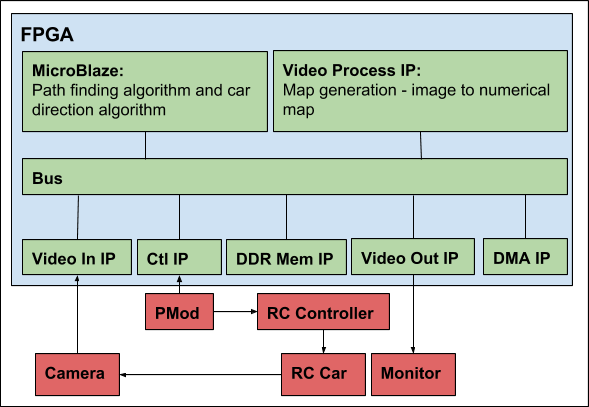 FPGA
MicroBlaze:
Path finding algorithm and car
direction algorithm
Video Process IP:
Map generation - image to numerical
map
Bus
Video In IP
Ctl IP
DDR Mem IP
Video Out IP
DMA IP
PMod
RC Controller
Camera
RC Car
Monitor